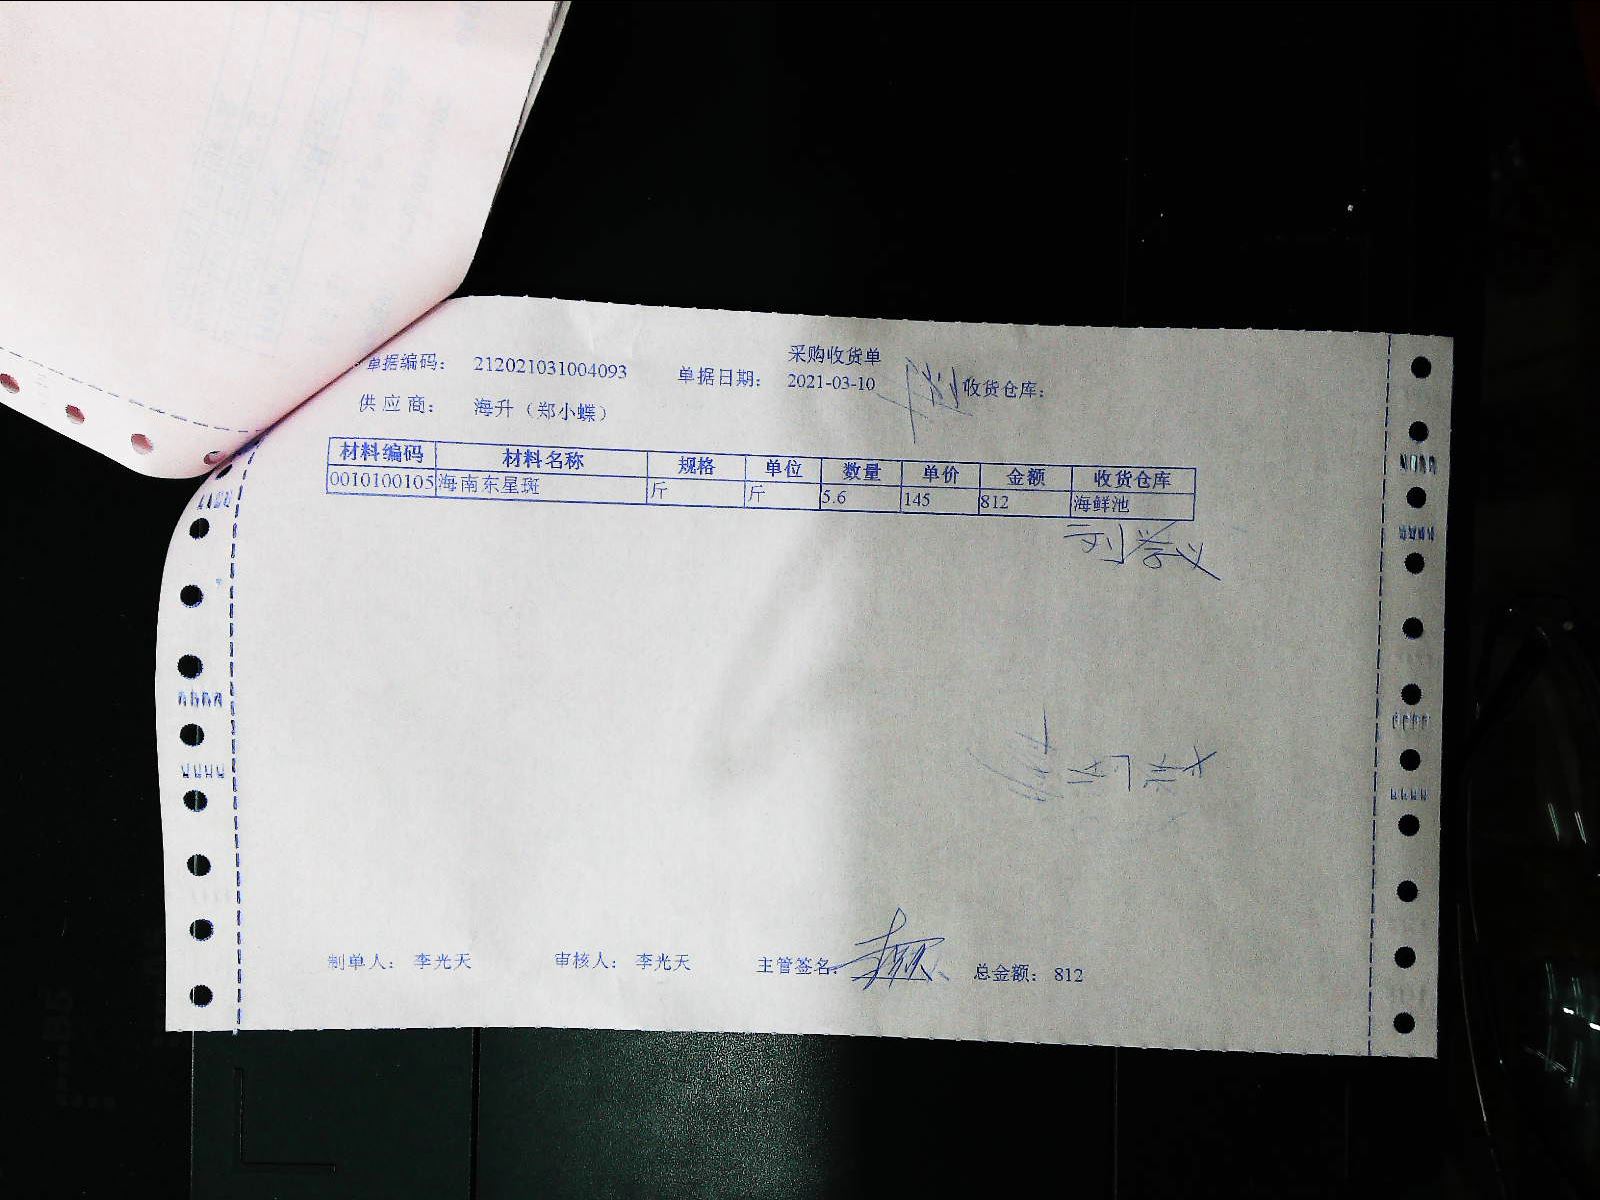 采购收货单
单据编码： 212021031004093 单据日期： 2021-03-10 收货仓库：
供应商： 海升（郑小蝶）
材料编码 材料名称 规格 单位 数量 单价 金额 收货仓库
0010100105 海南东星斑 斤 斤 5.6 145 812 海鲜池
刘学义
制单人： 李光天 审核人： 李光天 主管签名： 总金额： 812